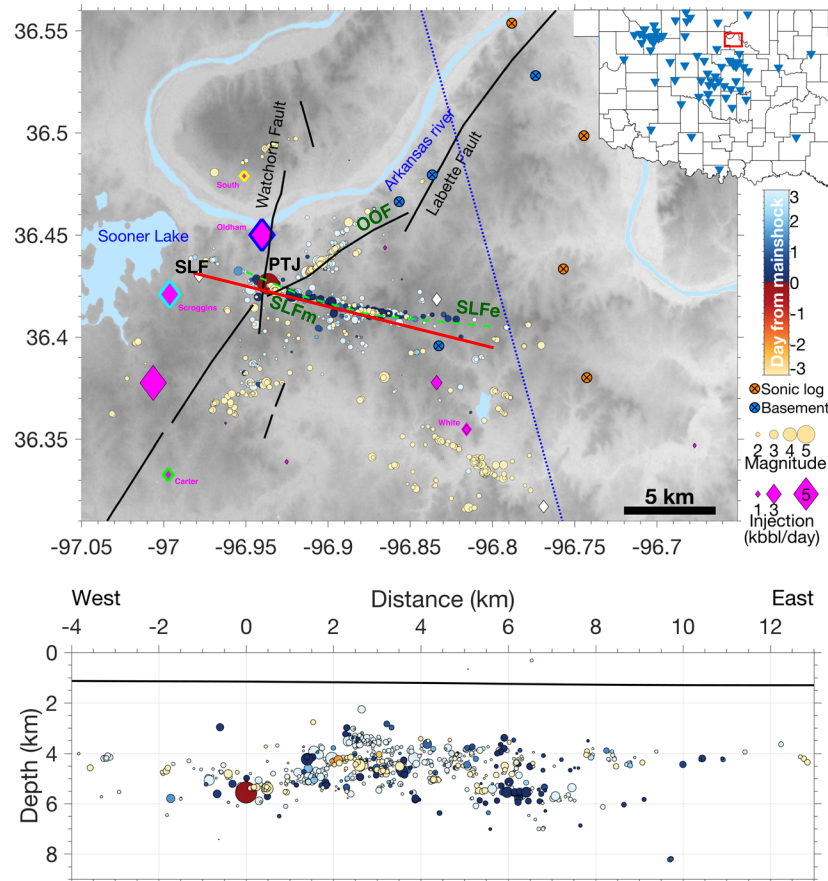 36.55
36.5
36.45
36.4
36.35
-97.05
-97
-96.95
-96.9
-96.85
-96.8
-96.75
-96.7
Watchorn Fault
Arkansas river
Labette Fault
South
Oldham
OOF
Sooner Lake
SLF
PTJ
Scroggins
SLFm
SLFe
White
Carter
5 km
3
2
1
0
-1
-2
-3
Day from mainshock
Sonic log
Basement
2 3 4 5
Magnitude
1 3 5
Injection
(kbbl/day)
West
Distance (km)
East
-4
-2
0
2
4
6
8
10
12
0
2
4
6
8
Depth (km)